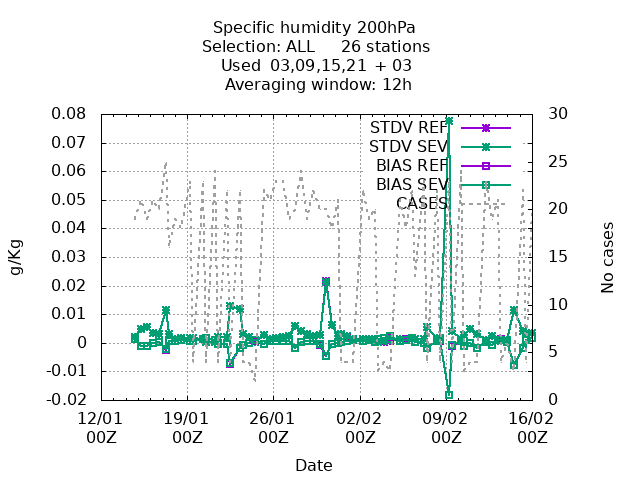 Specific humidity 200hPa
Selection: ALL 26 stations
Used 03,09,15,21 + 03
Averaging window: 12h
0.08
0.07
0.06
0.05
0.04
0.03
0.02
0.01
0
-0.01
-0.02
g/Kg
30
25
20
15
10
5
0
No cases
STDV REF
STDV SEV
BIAS REF
BIAS SEV
CASES
12/01 19/01 26/01 02/02 09/02 16/02
00Z 00Z 00Z 00Z 00Z 00Z
Date